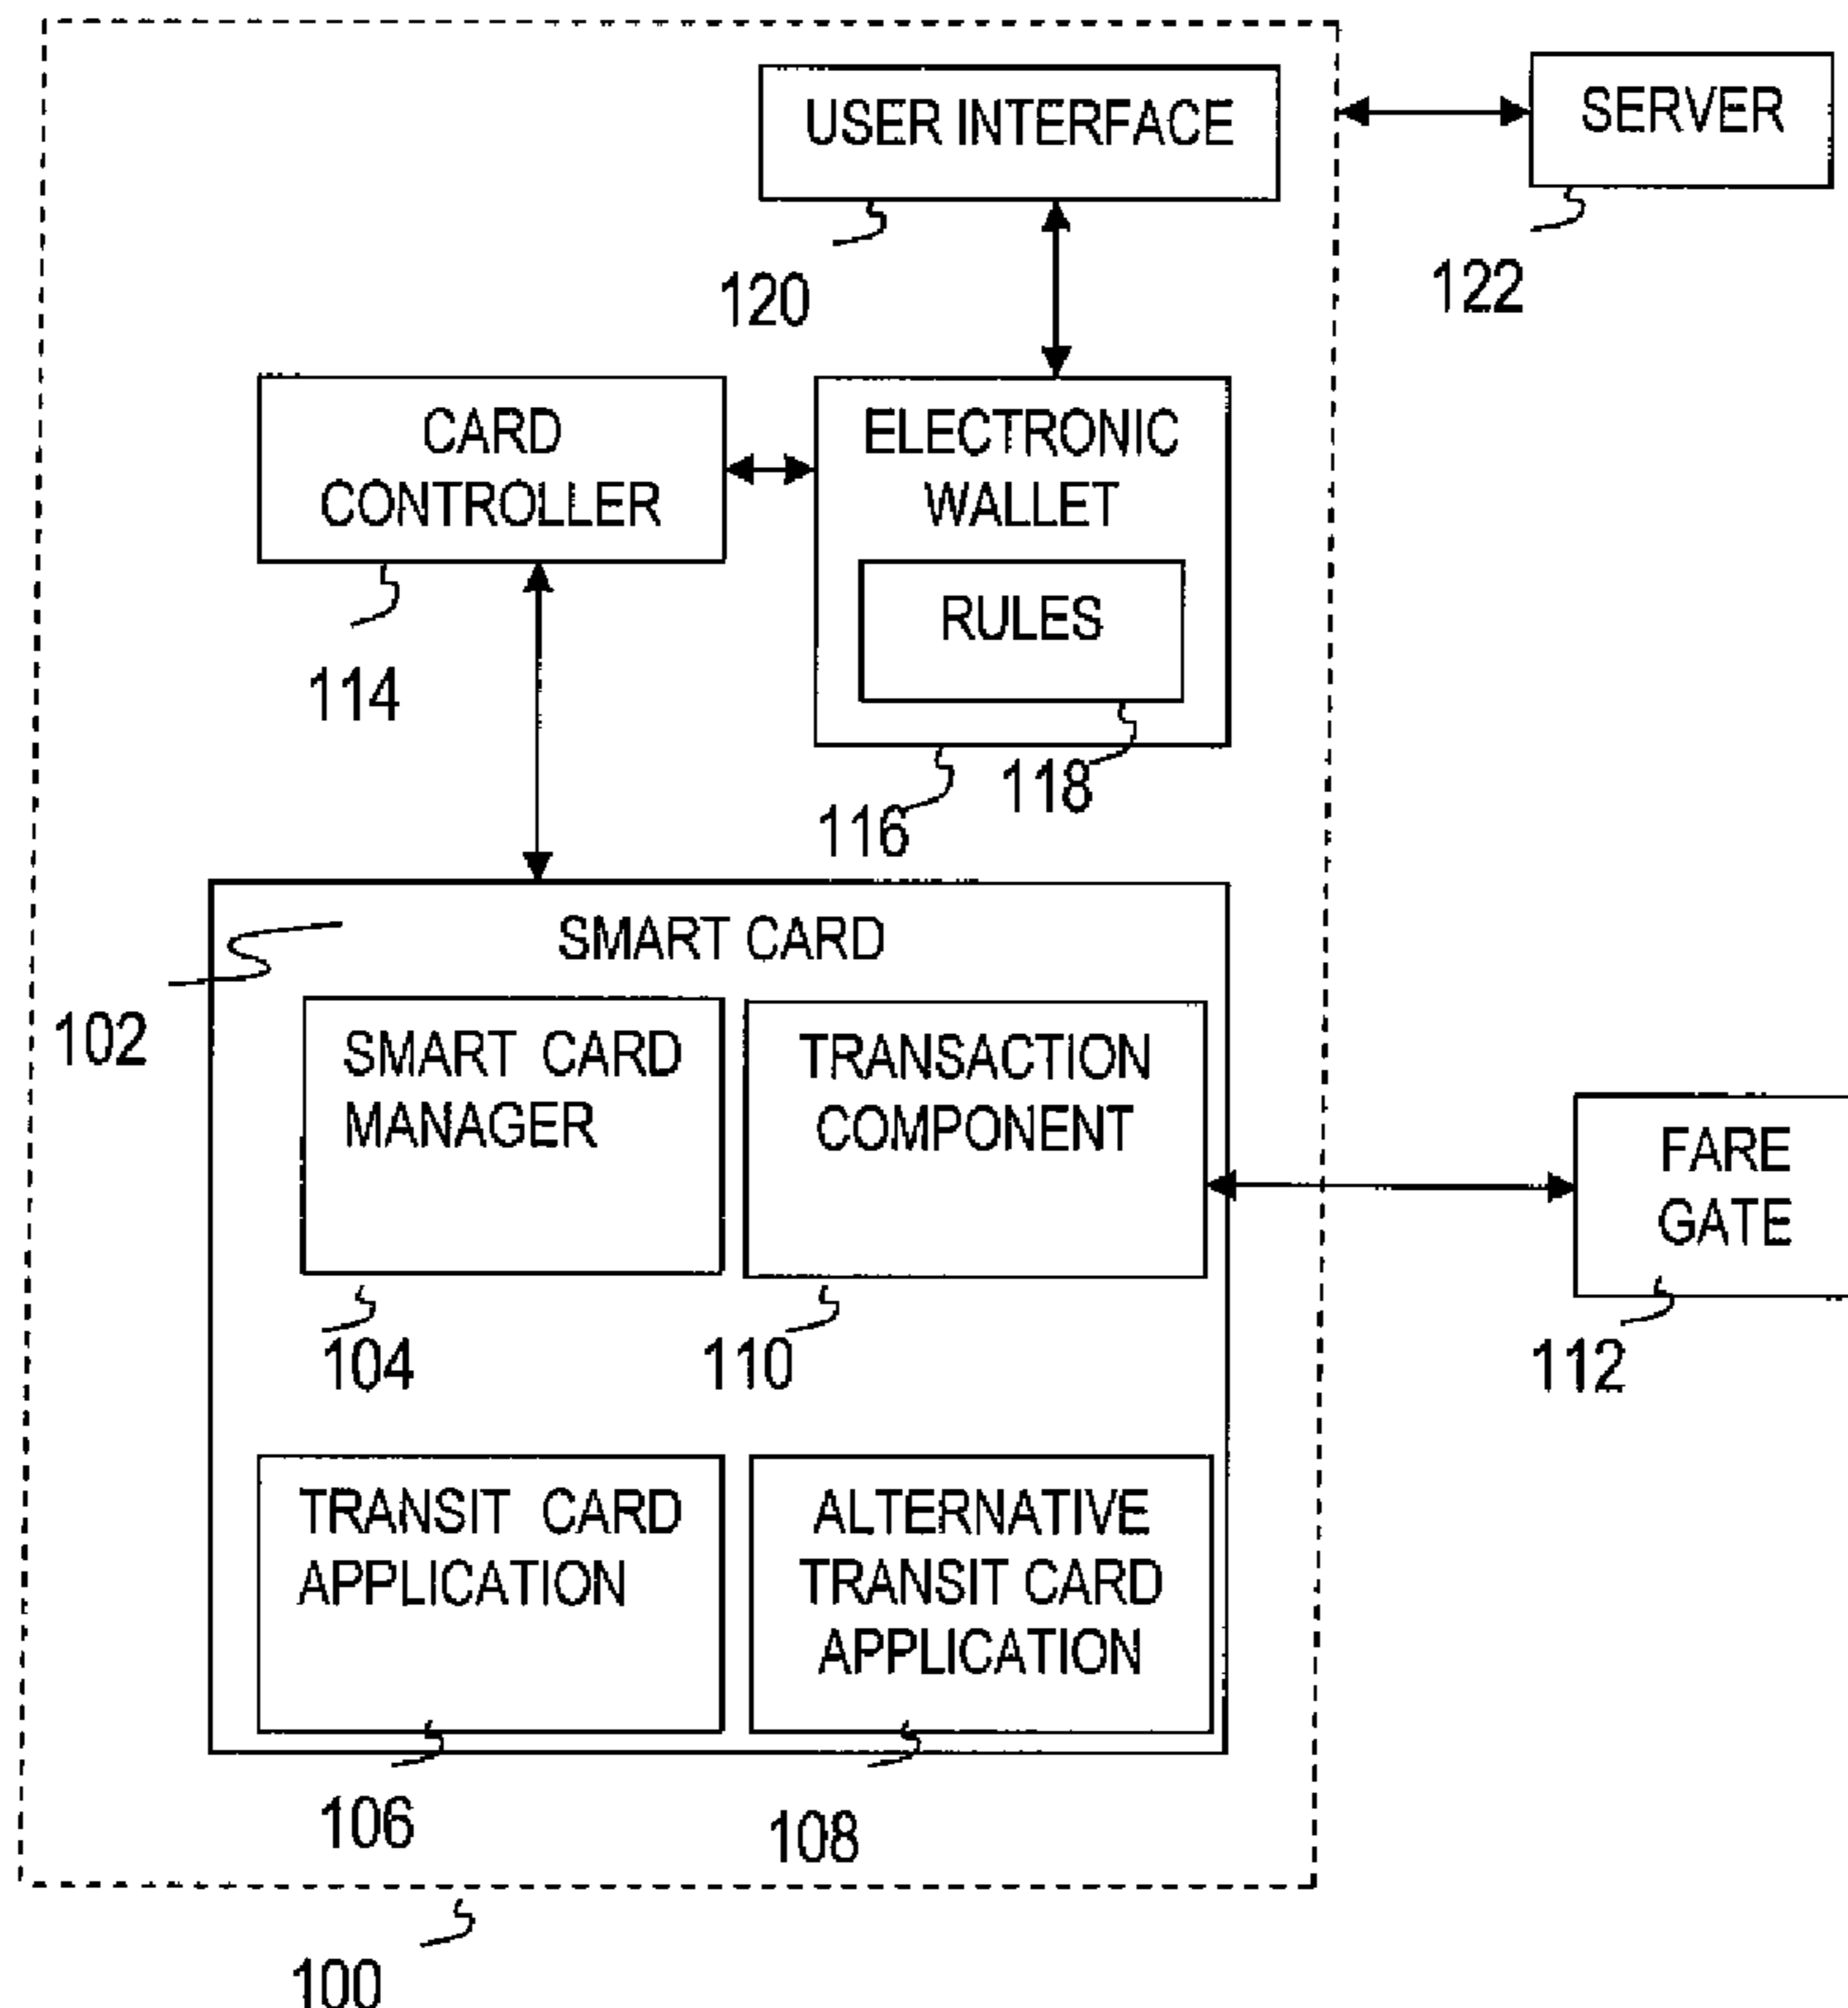 USER INTERFACE
SERVER
120
122
CARD
CONTROLLER
ELECTRONIC
WALLET
RULES
114
118
116
SMART CARD
102
SMART CARD
MANAGER
TRANSACTION
COMPONENT
FARE
GATE
104
110
112
TRANSIT CARD
APPLICATION
ALTERNATIVE
TRANSIT CARD
APPLICATION
106
108
100